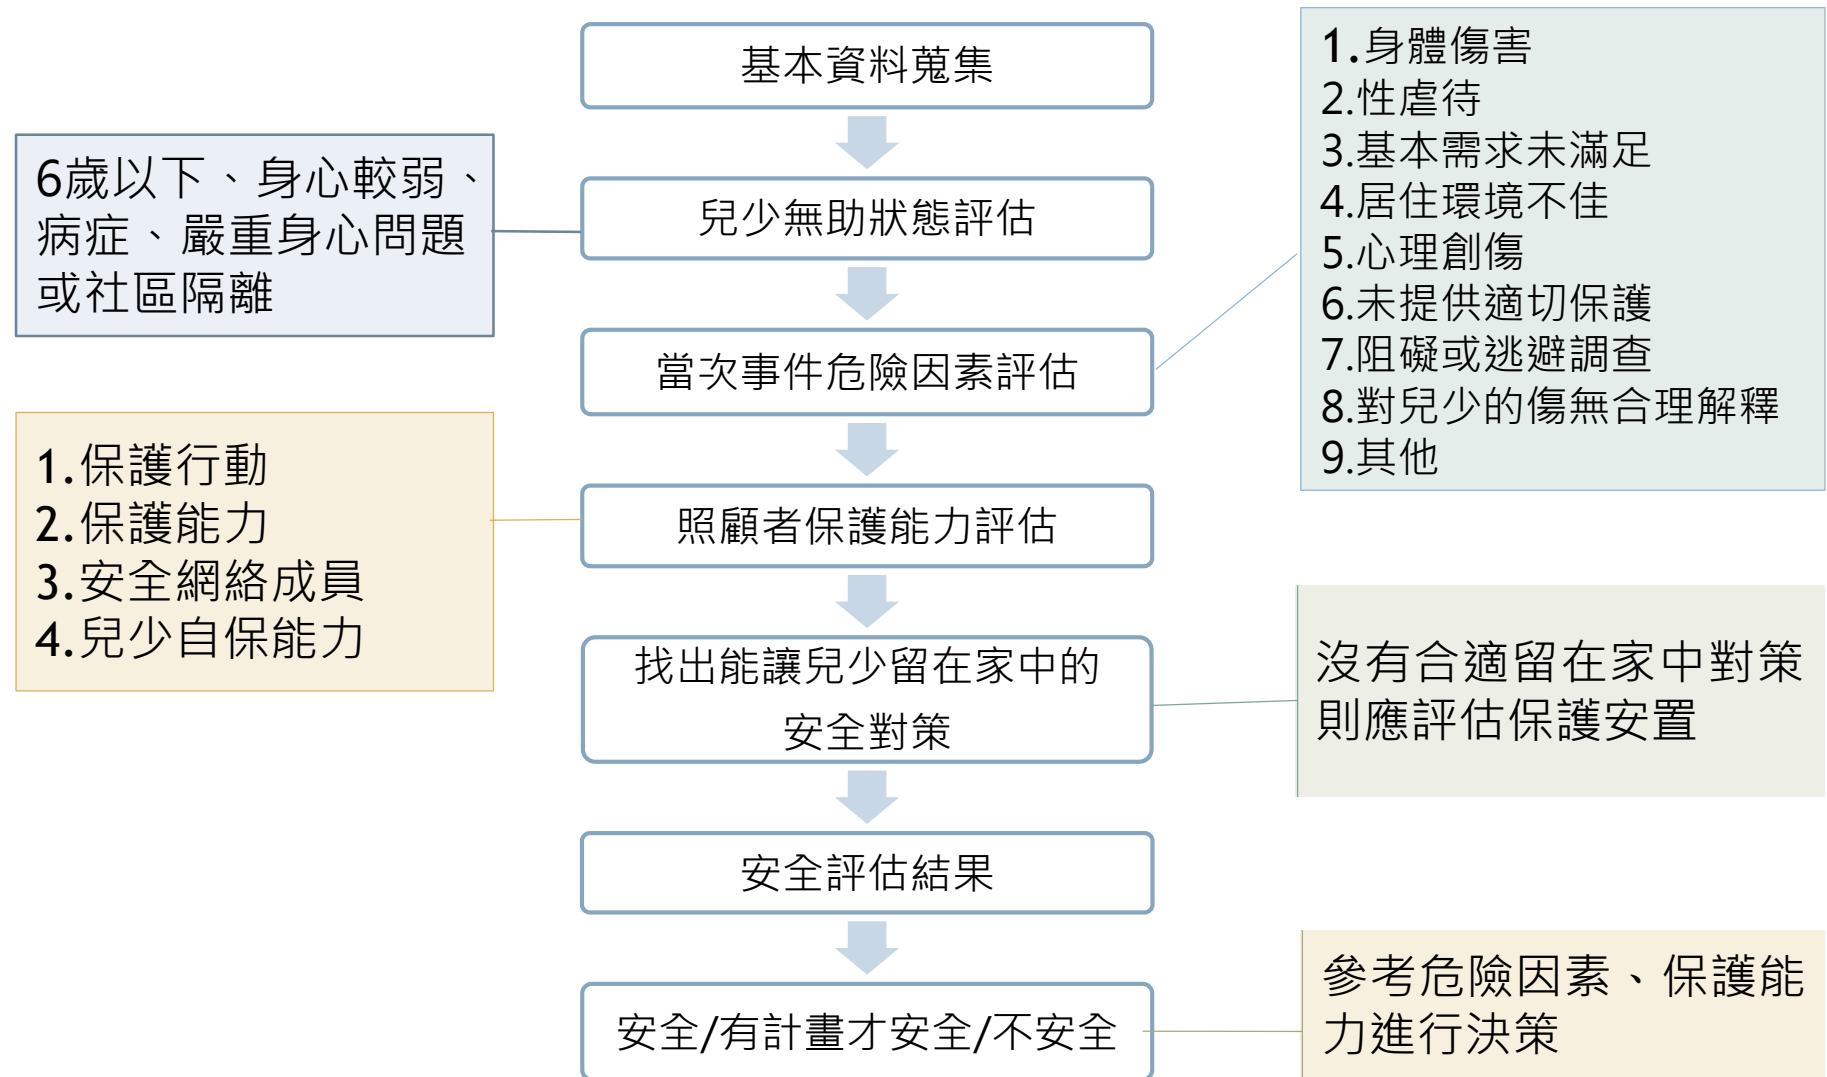 基本資料蒐集
兒少無助狀態評估
6歲以下、身心較弱、
病症、嚴重身心問題
或社區隔離
當次事件危險因素評估
1.身體傷害
2.性虐待
3.基本需求未滿足
4.居住環境不佳
5.心理創傷
6.未提供適切保護
7.阻礙或逃避調查
8.對兒少的傷無合理解釋
9.其他
照顧者保護能力評估
1.保護行動
2.保護能力
3.安全網絡成員
4.兒少自保能力
找出能讓兒少留在家中的
安全對策
沒有合適留在家中對策
則應評估保護安置
安全評估結果
安全/有計畫才安全/不安全
參考危險因素、保護能
力進行決策